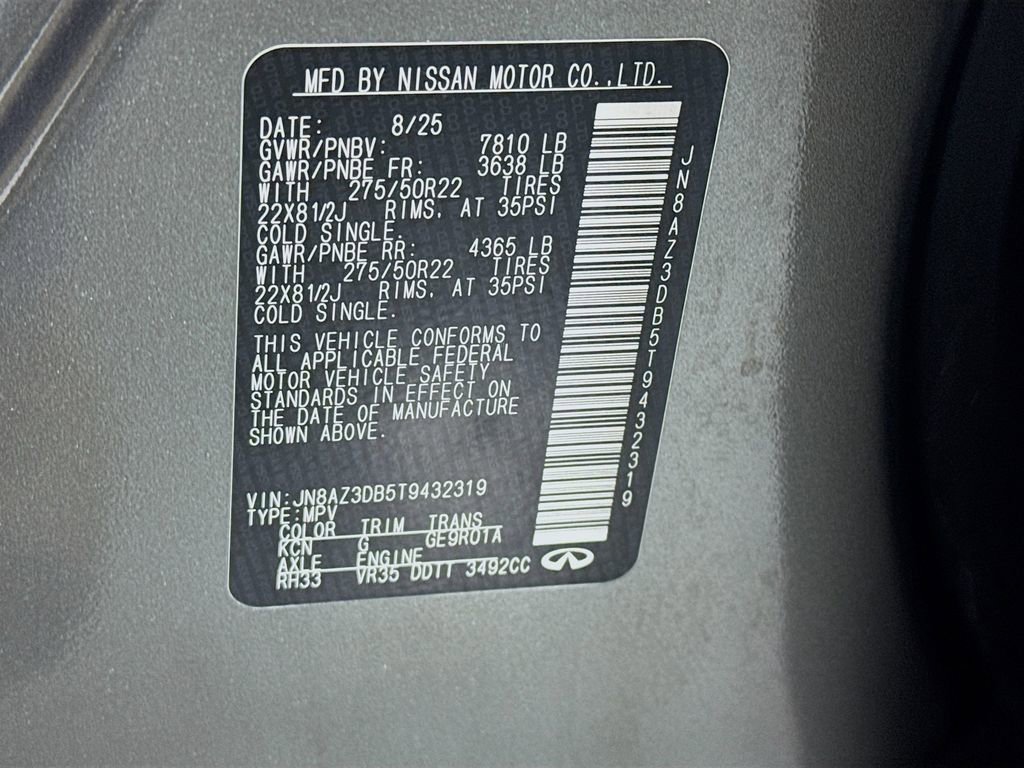 MFD BY NISSAN MOTOR CO.,LTD.
DATE: 8/25
GVWR/PNBV: 7810 LB
GAWR/PNBE FR: 3638 LB
WITH 275/50R22 TIRES
22X81/2J RIMS, AT 35PSI
COLD SINGLE.
GAWR/PNBE RR: 4365 LB
WITH 275/50R22 TIRES
22X81/2J RIMS, AT 35PSI
COLD SINGLE.
THIS VEHICLE CONFORMS TO
ALL APPLICABLE FEDERAL
MOTOR VEHICLE SAFETY
STANDARDS IN EFFECT ON
THE DATE OF MANUFACTURE
SHOWN ABOVE.
VIN:JN8AZ3DB5T9432319
TYPE:MPV
COLOR TRIM TRANS
KCN G GE9R01A
AXLE ENGINE
RH33 VR35 DDTT 3492CC
JN8AZ3DB5T9432319